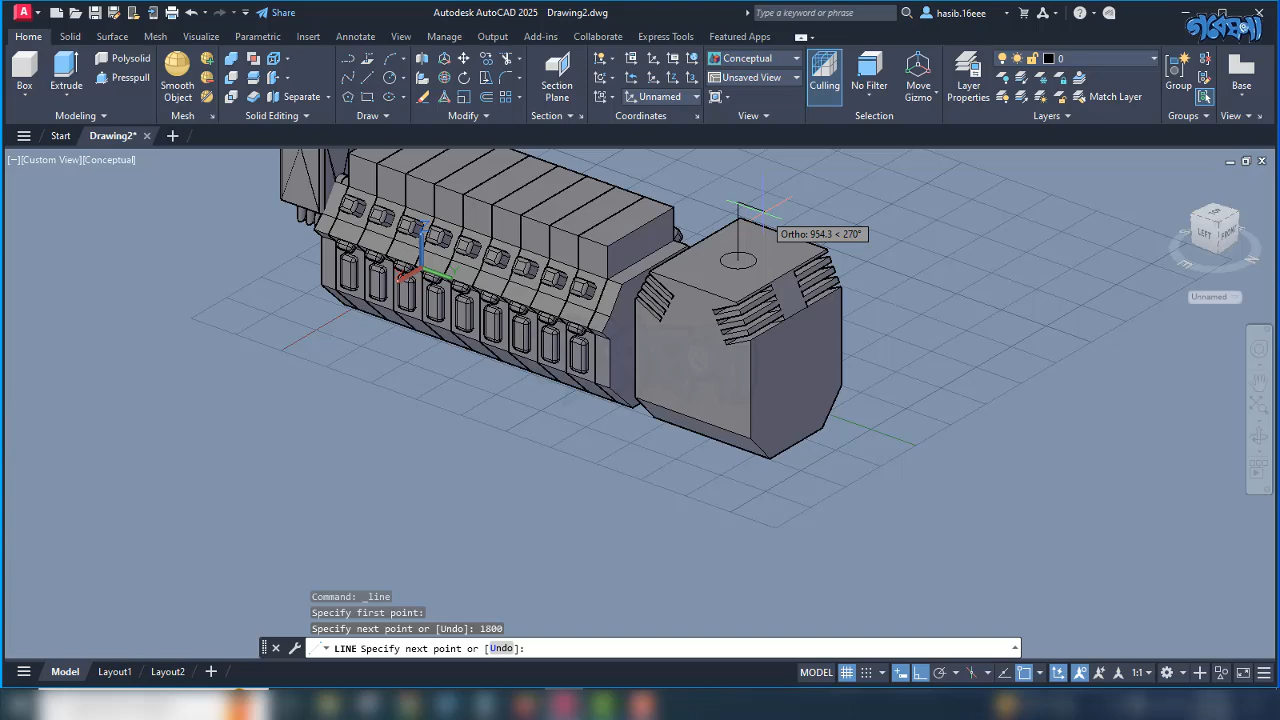 Share
Autodesk AutoCAD 2025 Drawing2.dwg
Type a keyword or phrase
hasib.16eee
গবেষণা
Home Solid Surface Mesh Visualize Parametric Insert Annotate View Manage Output Add-ins Collaborate Express Tools Featured Apps
Polysolid
Presspull
Box
Extrude
Smooth
Object
Separate
Section
Plane
Unnamed
Conceptual
Unsaved View
Culling
No Filter
Move
Gizmo
Layer
Properties
0
Match Layer
Group
Base
Modeling Mesh Solid Editing Draw Modify Section Coordinates View Selection Layers Groups View
Start Drawing2*
[−][Custom View][Conceptual]
LEFT FRONT
Ortho: 954.3 < 270°
Unnamed
Command: _line
Specify first point:
Specify next point or [Undo]: 1800
LINE Specify next point or [Undo]:
Model Layout1 Layout2
MODEL 1:1